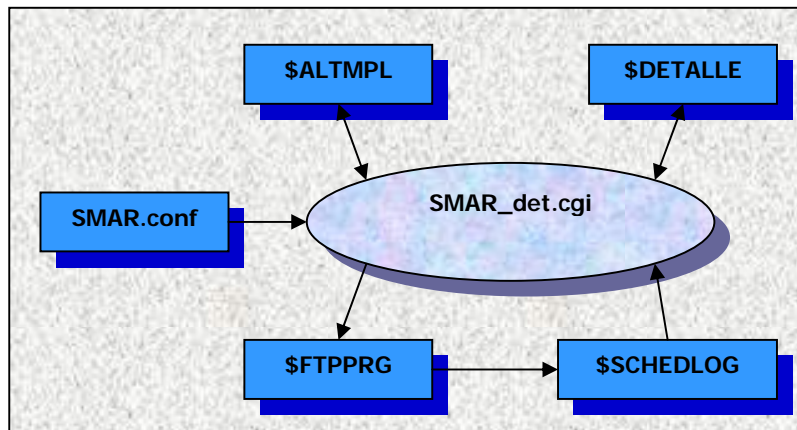 $ALTMPL
$DETALLE
SMAR.conf
SMAR_det.cgi
$FTPPRG
$SCHEDLOG